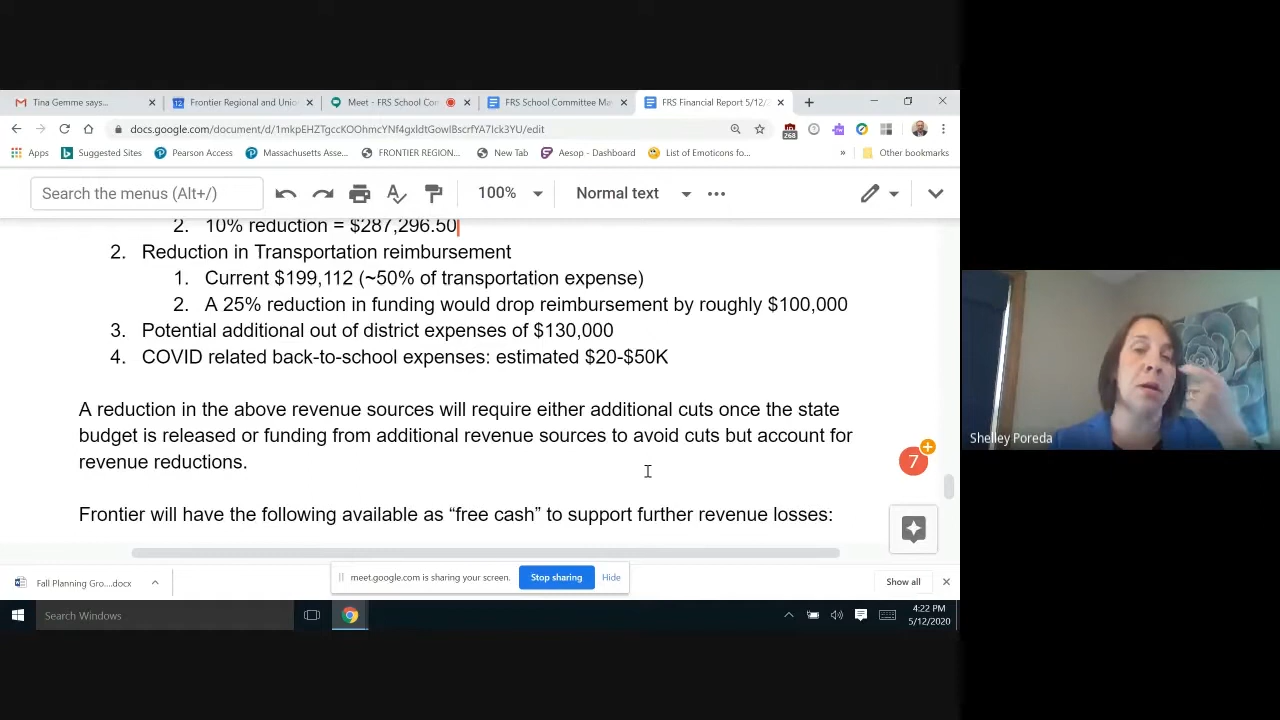 Tina Gemme says...
Frontier Regional and Unio
Meet - FRS School Com
FRS School Committee Me
FRS Financial Report 5/12/
docs.google.com/document/d/1mkpEHZTgccKOOhmcYNf4gxldtGowIBscrfYA7Ick3YU/edit
268
Apps
Suggested Sites
Pearson Access
Massachusetts Asse...
FRONTIER REGION...
New Tab
Aesop - Dashboard
List of Emoticons fo...
»
Other bookmarks
Search the menus (Alt+/)
100%
Normal text
2. 10% reduction = $287,296.50
2. Reduction in Transportation reimbursement
1. Current $199,112 (~50% of transportation expense)
2. A 25% reduction in funding would drop reimbursement by roughly $100,000
3. Potential additional out of district expenses of $130,000
4. COVID related back-to-school expenses: estimated $20-$50K
A reduction in the above revenue sources will require either additional cuts once the state
budget is released or funding from additional revenue sources to avoid cuts but account for
revenue reductions.
7
Frontier will have the following available as “free cash” to support further revenue losses:
Shelley Poreda
Fall Planning Gro....docx
meet.google.com is sharing your screen.
Stop sharing
Hide
Show all
Search Windows
4:22 PM
5/12/2020